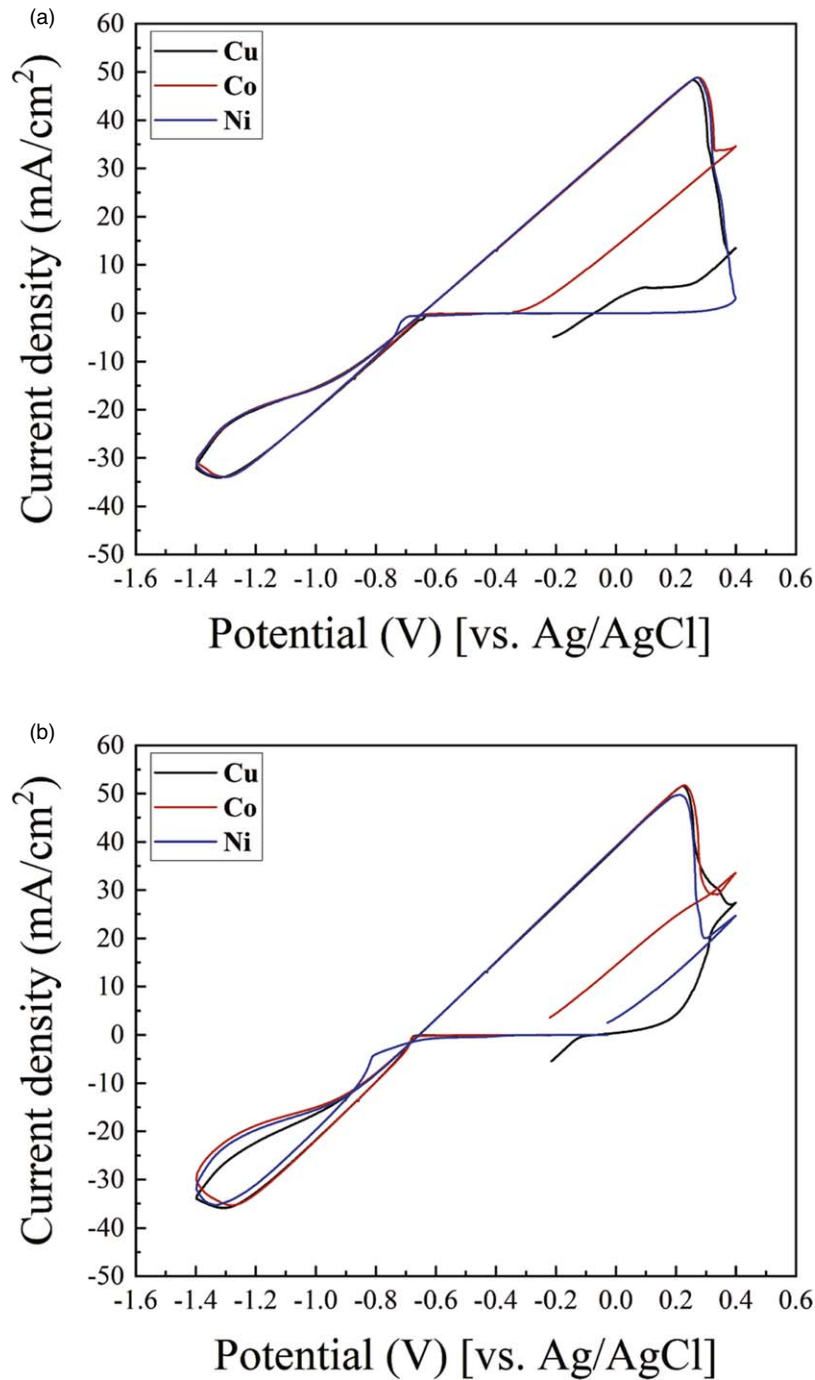 (a)
60
50
40
30
20
10
0
-10
-20
-30
-40
-50
Cu
Co
Ni
Current density (mA/cm²)
-1.6 -1.4 -1.2 -1.0 -0.8 -0.6 -0.4 -0.2 0.0 0.2 0.4 0.6
Potential (V) [vs. Ag/AgCl]
(b)
60
50
40
30
20
10
0
-10
-20
-30
-40
-50
Cu
Co
Ni
Current density (mA/cm²)
-1.6 -1.4 -1.2 -1.0 -0.8 -0.6 -0.4 -0.2 0.0 0.2 0.4 0.6
Potential (V) [vs. Ag/AgCl]